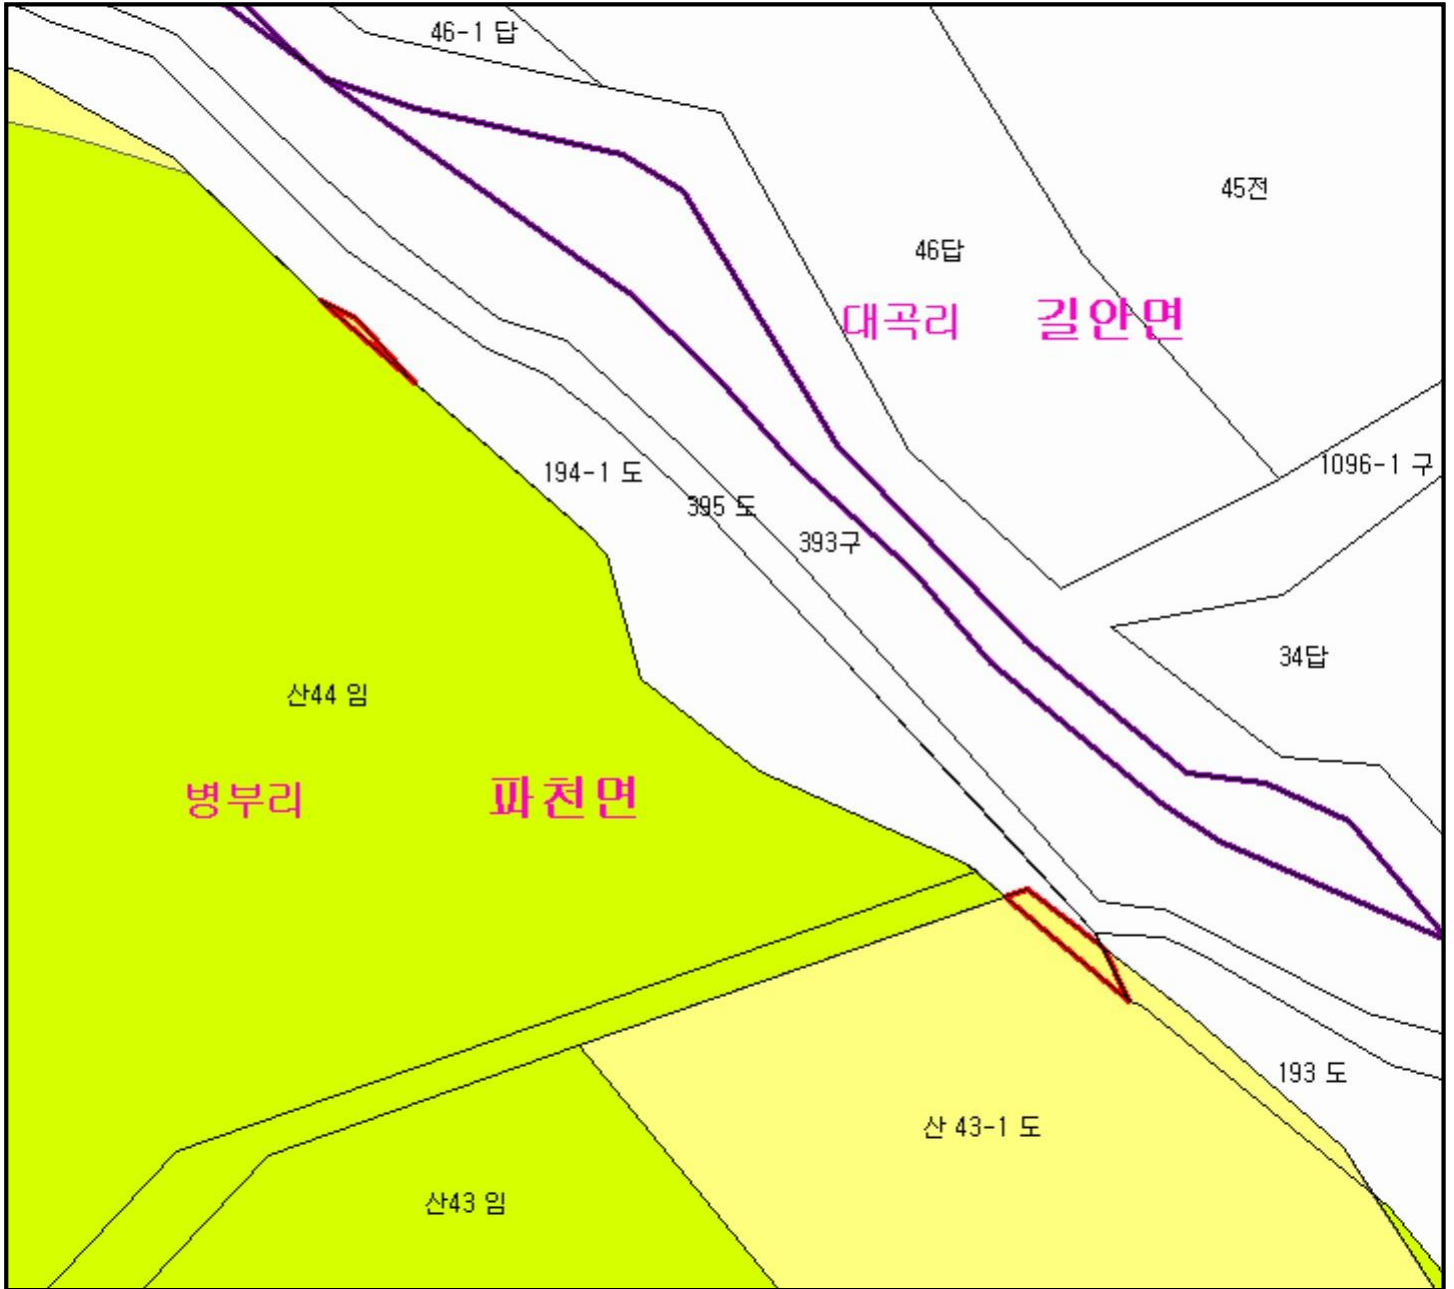 46-1 답
45전
46답
대곡리 길안면
1096-1 구
194-1 도
395 도
393구
34답
산44 임
병부리 파천면
193 도
산 43-1 도
산43 임